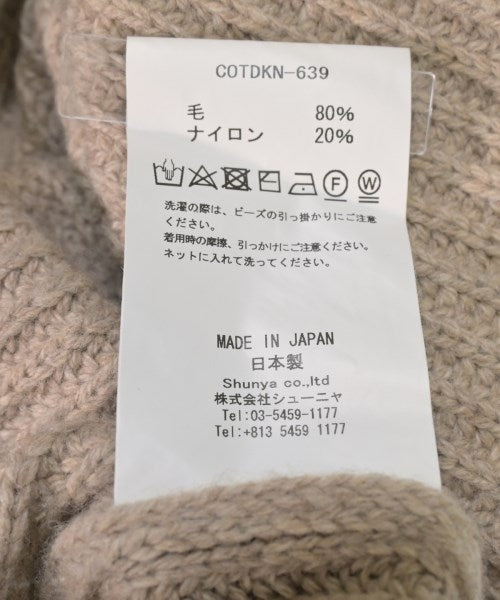 COTDKN-639
毛 80%
ナイロン 20%
F W
洗濯の際は、ビーズの引っ掛かりにご注意
ください。
着用時の摩擦、引っかけにご注意ください。
ネットに入れて洗ってください。
MADE IN JAPAN
日本製
Shunya co.,ltd
株式会社シューニャ
Tel:03-5459-1177
Tel:+813 5459 1177